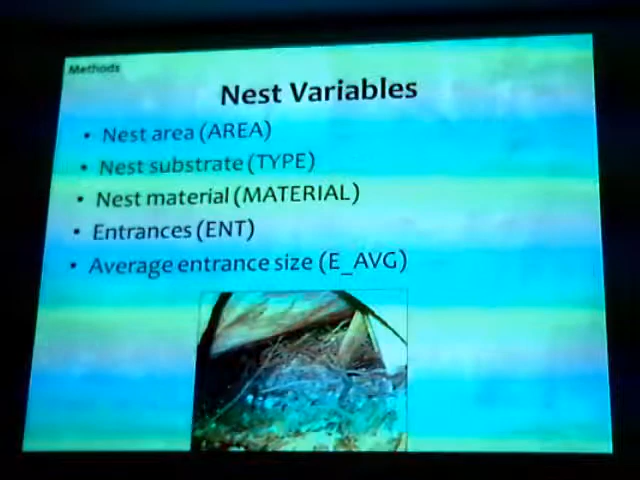 Methods
Nest Variables
• Nest area (AREA)
• Nest substrate (TYPE)
• Nest material (MATERIAL)
• Entrances (ENT)
• Average entrance size (E_AVG)